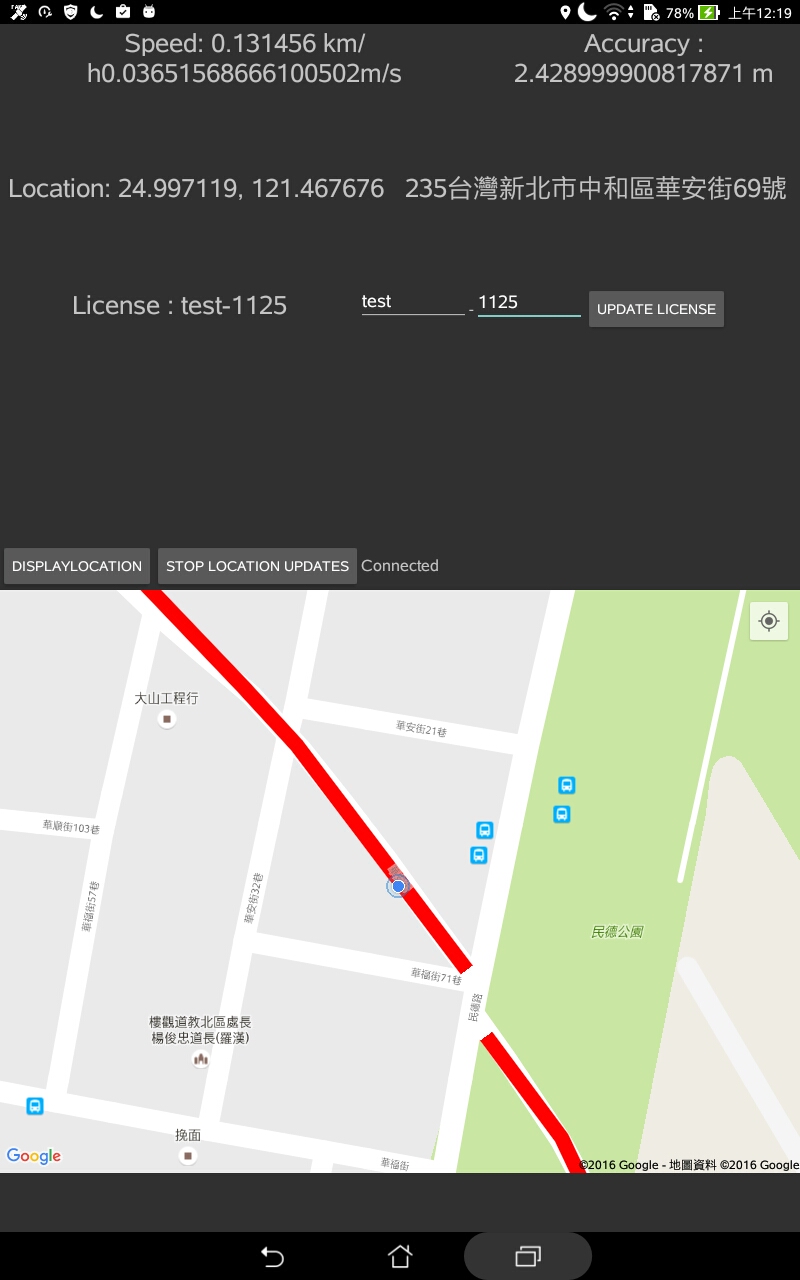 78% 上午12:19
Speed: 0.131456 km/
h0.03651568666100502m/s
Accuracy :
2.428999900817871 m
Location: 24.997119, 121.467676 235台灣新北市中和區華安街69號
License : test-1125
test - 1125 UPDATE LICENSE
DISPLAYLOCATION STOP LOCATION UPDATES Connected
大山工程行
華安街21巷
華順街103巷
華福街57巷
華安街32巷
民德公園
華福街71巷
民德路
樓觀道教北區處長
楊俊忠道長(羅漢)
挽面
華福街
Google
©2016 Google - 地圖資料 ©2016 Google